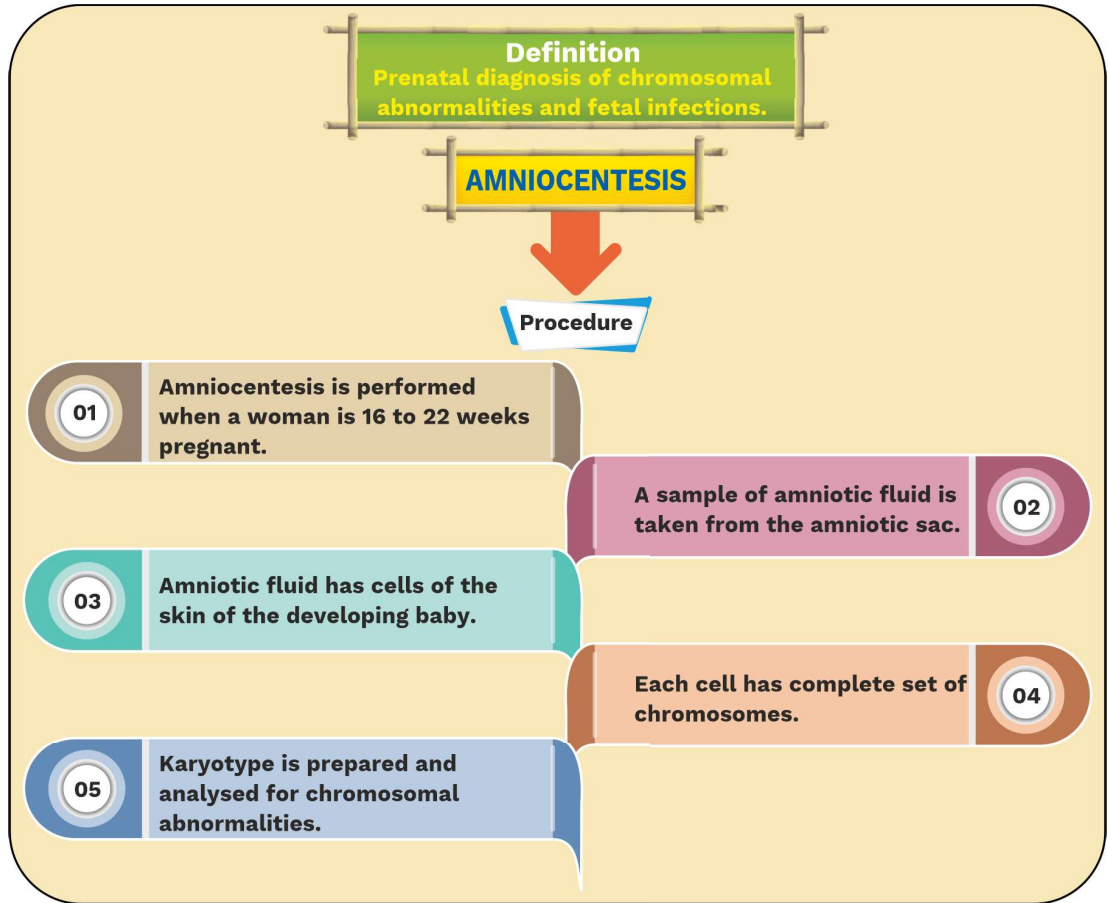 Definition
Prenatal diagnosis of chromosomal
abnormalities and fetal infections.
AMNIOCENTESIS
Procedure
01
Amniocentesis is performed
when a woman is 16 to 22 weeks
pregnant.
A sample of amniotic fluid is
taken from the amniotic sac.
02
03
Amniotic fluid has cells of the
skin of the developing baby.
Each cell has complete set of
chromosomes.
04
05
Karyotype is prepared and
analysed for chromosomal
abnormalities.